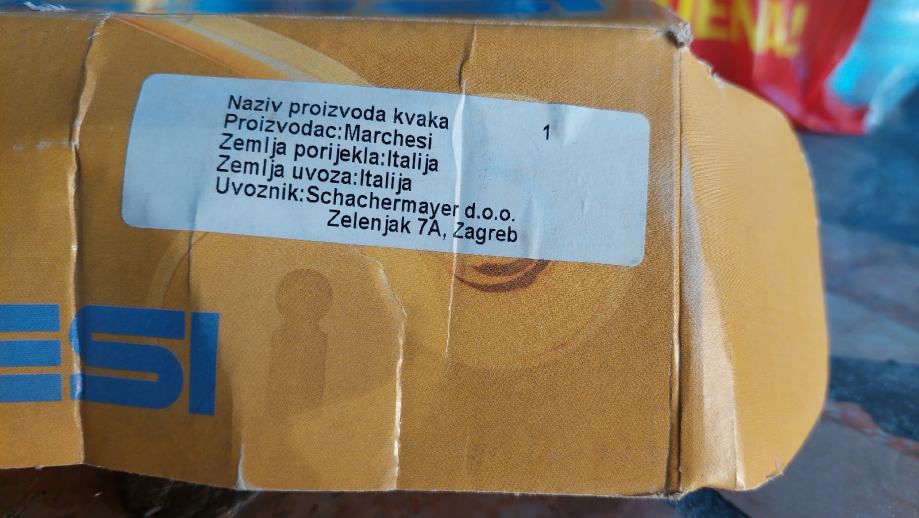 Naziv proizvoda kvaka
1
Proizvodac:Marchesi
Zemlja porijekla:Italija
Zemlja uvoza:Italija
Uvoznik:Schachermayer d.o.o.
Zelenjak 7A, Zagreb
ESI